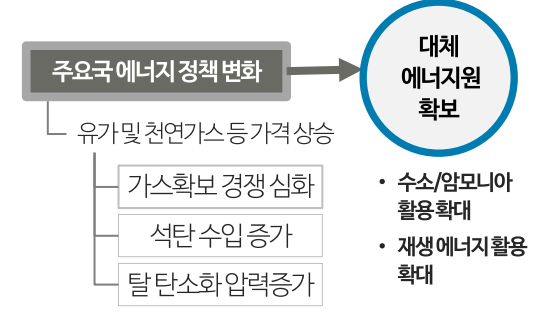 주요국 에너지 정책 변화
유가 및 천연가스 등 가격 상승
가스확보 경쟁 심화
석탄 수입 증가
탈 탄소화 압력증가
대체
에너지원
확보
• 수소/암모니아
활용 확대
• 재생 에너지 활용
확대